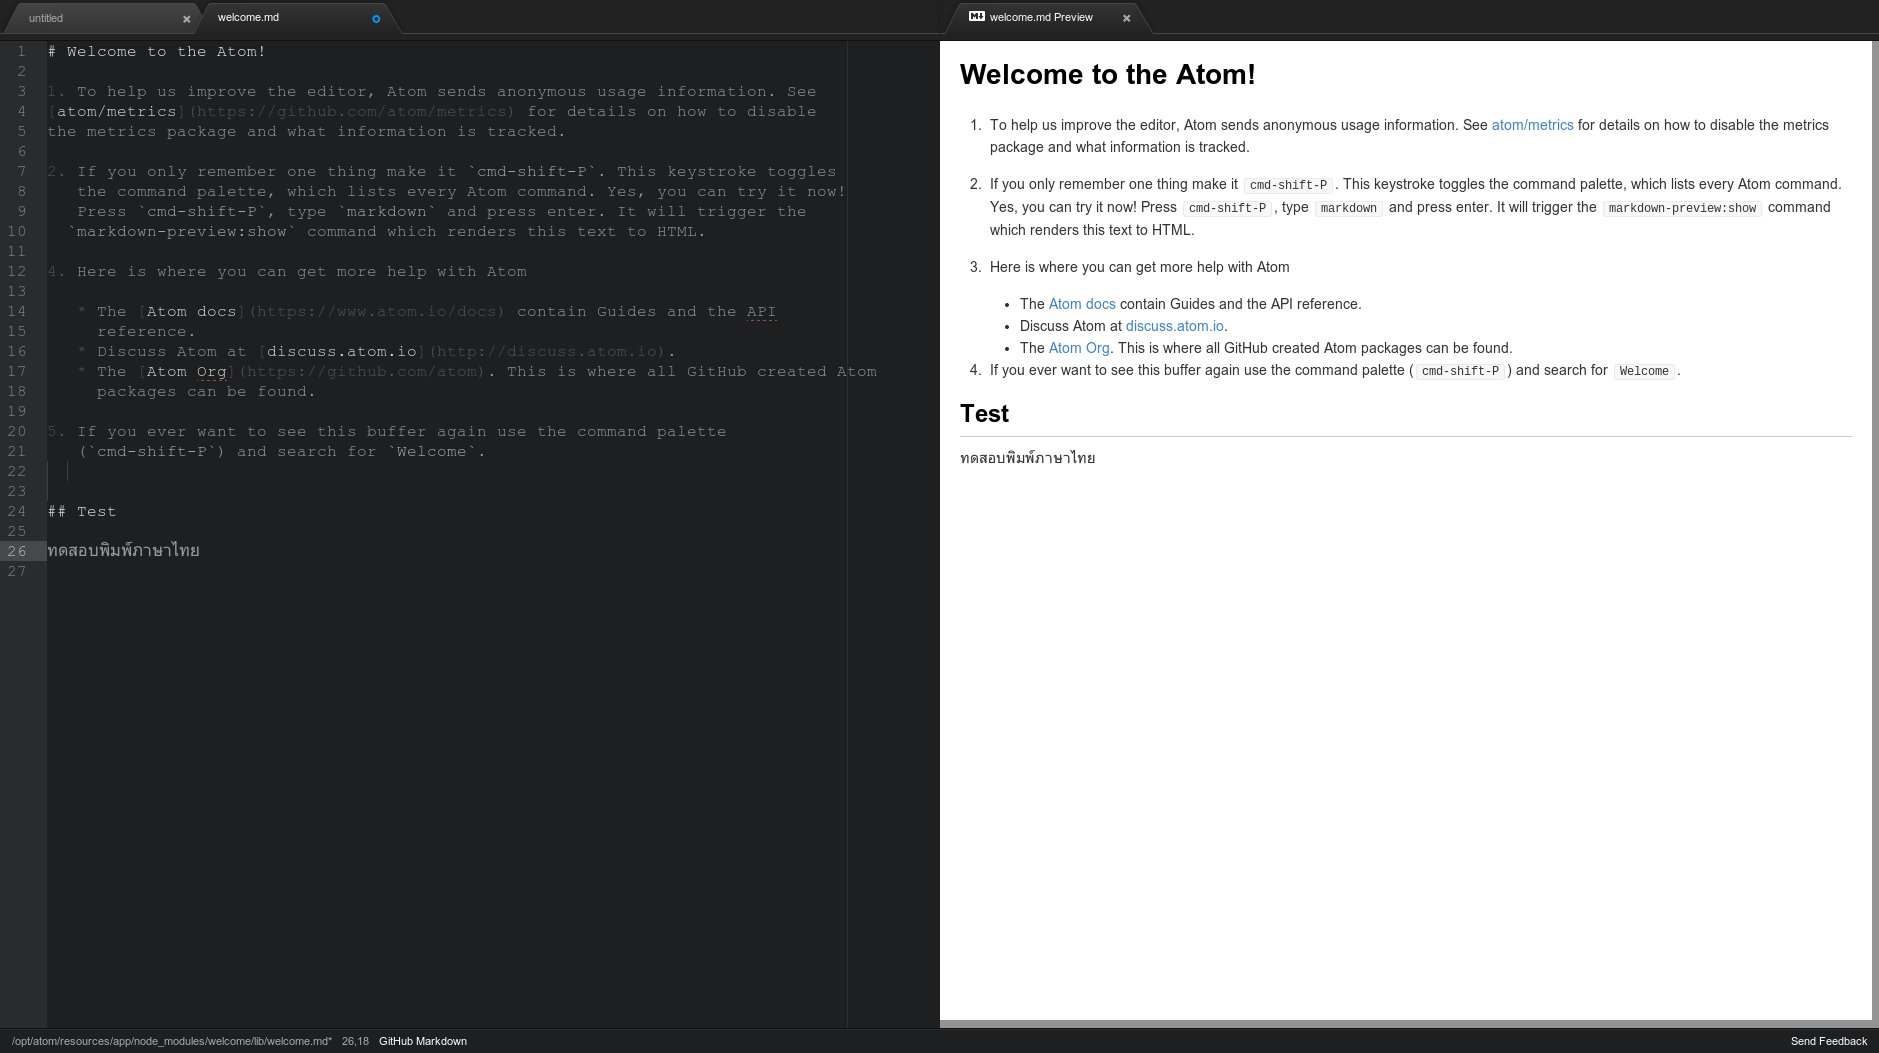 untitled
welcome.md
welcome.md Preview
1 # Welcome to the Atom!
2
3 1. To help us improve the editor, Atom sends anonymous usage information. See
4 [atom/metrics](https://github.com/atom/metrics) for details on how to disable
5 the metrics package and what information is tracked.
6
7 2. If you only remember one thing make it `cmd-shift-P`. This keystroke toggles
8 the command palette, which lists every Atom command. Yes, you can try it now!
9 Press `cmd-shift-P`, type `markdown` and press enter. It will trigger the
10 `markdown-preview:show` command which renders this text to HTML.
11
12 4. Here is where you can get more help with Atom
13
14 * The [Atom docs](https://www.atom.io/docs) contain Guides and the API
15 reference.
16 * Discuss Atom at [discuss.atom.io](http://discuss.atom.io).
17 * The [Atom Org](https://github.com/atom). This is where all GitHub created Atom
18 packages can be found.
19
20 5. If you ever want to see this buffer again use the command palette
21 (`cmd-shift-P`) and search for `Welcome`.
22
23
24 ## Test
25
26 ทดสอบพิมพ์ภาษาไทย
27
Welcome to the Atom!
1. To help us improve the editor, Atom sends anonymous usage information. See atom/metrics for details on how to disable the metrics
package and what information is tracked.
2. If you only remember one thing make it cmd-shift-P. This keystroke toggles the command palette, which lists every Atom command.
Yes, you can try it now! Press cmd-shift-P, type markdown and press enter. It will trigger the markdown-preview:show command
which renders this text to HTML.
3. Here is where you can get more help with Atom
• The Atom docs contain Guides and the API reference.
• Discuss Atom at discuss.atom.io.
• The Atom Org. This is where all GitHub created Atom packages can be found.
4. If you ever want to see this buffer again use the command palette (cmd-shift-P) and search for Welcome.
Test
ทดสอบพิมพ์ภาษาไทย
/opt/atom/resources/app/node_modules/welcome/lib/welcome.md* 26,18 GitHub Markdown
Send Feedback